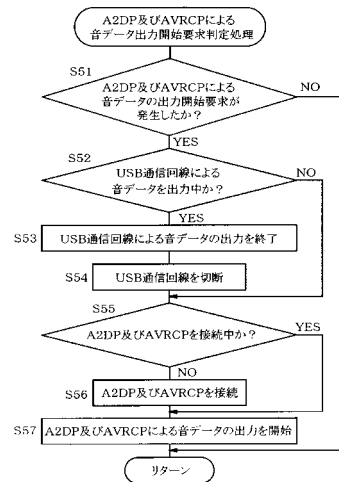 A2DP及びAVRCPによる
音データ出力開始要求判定処理
S51
A2DP及びAVRCPによる
音データの出力開始要求が
発生したか?
NO
YES
S52
USB通信回線による
音データを出力中か?
NO
YES
S53
USB通信回線による音データの出力を終了
S54
USB通信回線を切断
S55
A2DP及びAVRCPを接続中か?
YES
NO
S56
A2DP及びAVRCPを接続
S57
A2DP及びAVRCPによる音データの出力を開始
リターン